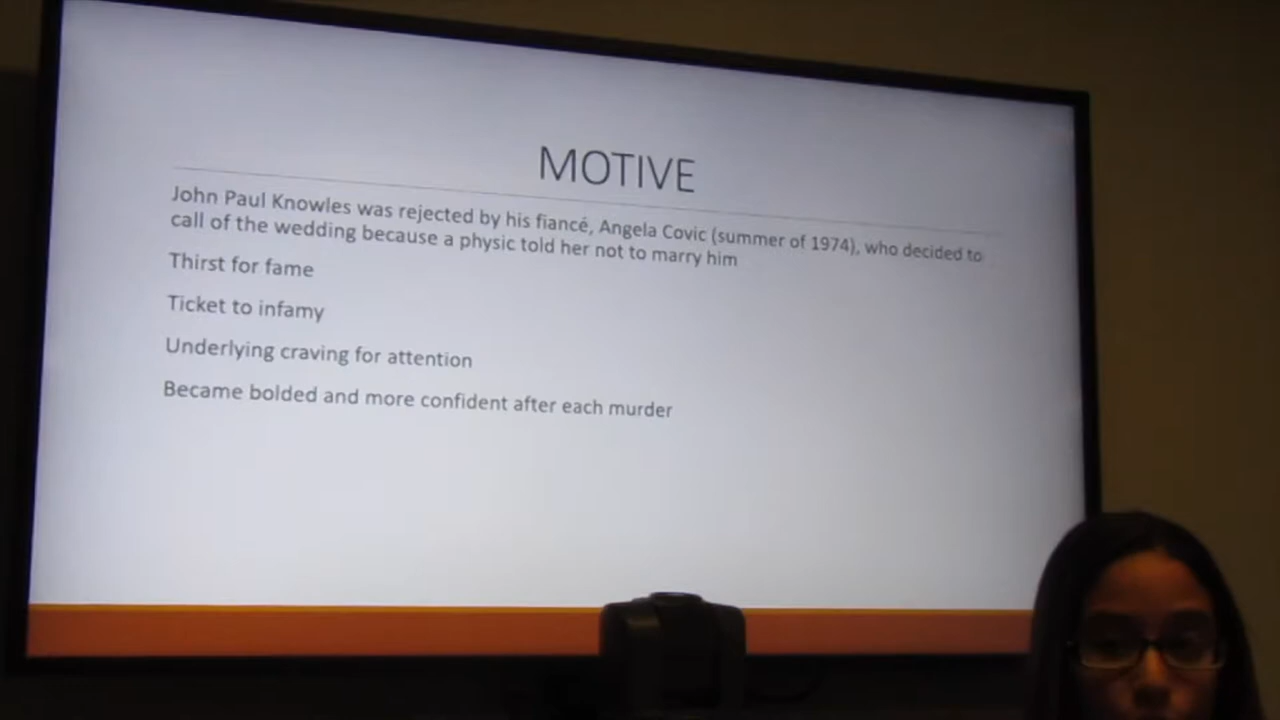 MOTIVE
John Paul Knowles was rejected by his fiancé, Angela Covic (summer of 1974), who decided to
call of the wedding because a physic told her not to marry him
Thirst for fame
Ticket to infamy
Underlying craving for attention
Became bolded and more confident after each murder